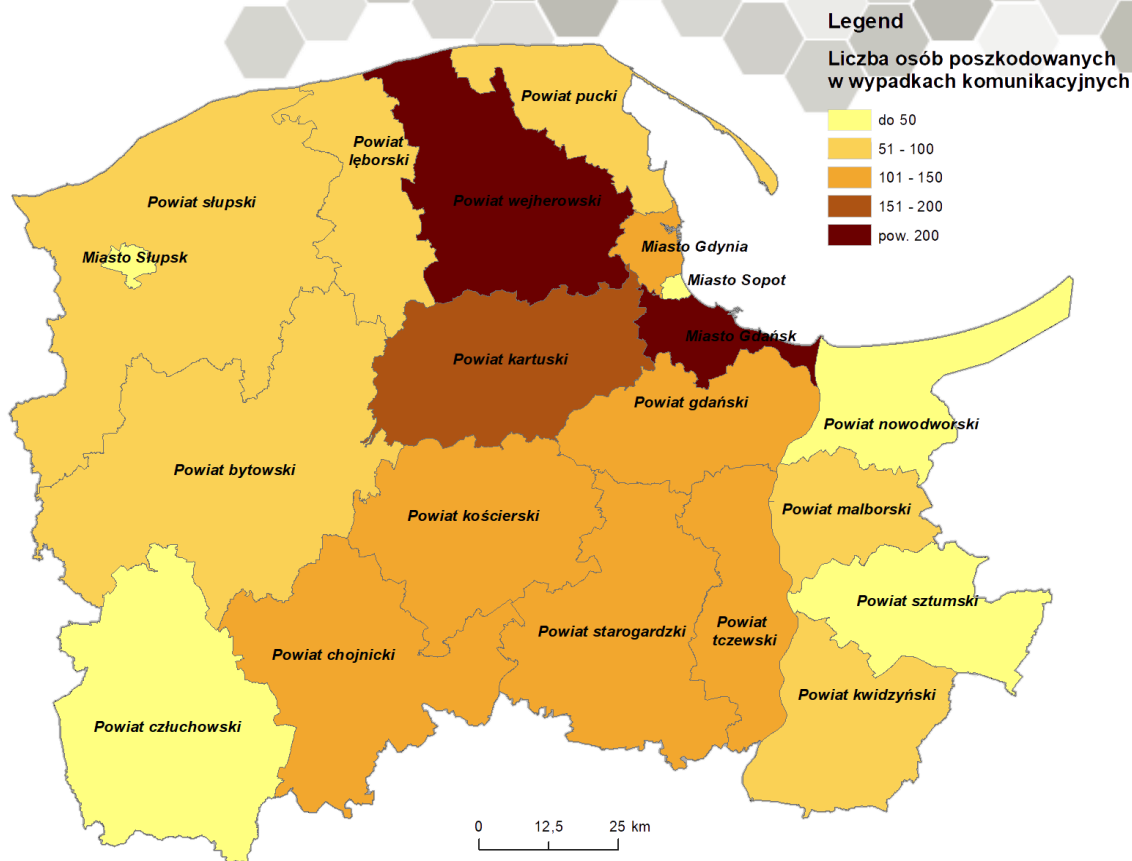 Legend
Liczba osób poszkodowanych
w wypadkach komunikacyjnych
do 50
51 - 100
101 - 150
151 - 200
pow. 200
Powiat pucki
Powiat
lęborski
Powiat słupski
Powiat wejherowski
Miasto Gdynia
Miasto Słupsk
Miasto Sopot
Miasto Gdańsk
Powiat kartuski
Powiat gdański
Powiat nowodworski
Powiat bytowski
Powiat malborski
Powiat kościerski
Powiat sztumski
Powiat starogardzki
Powiat
tczewski
Powiat chojnicki
Powiat kwidzyński
Powiat człuchowski
0 12,5 25 km